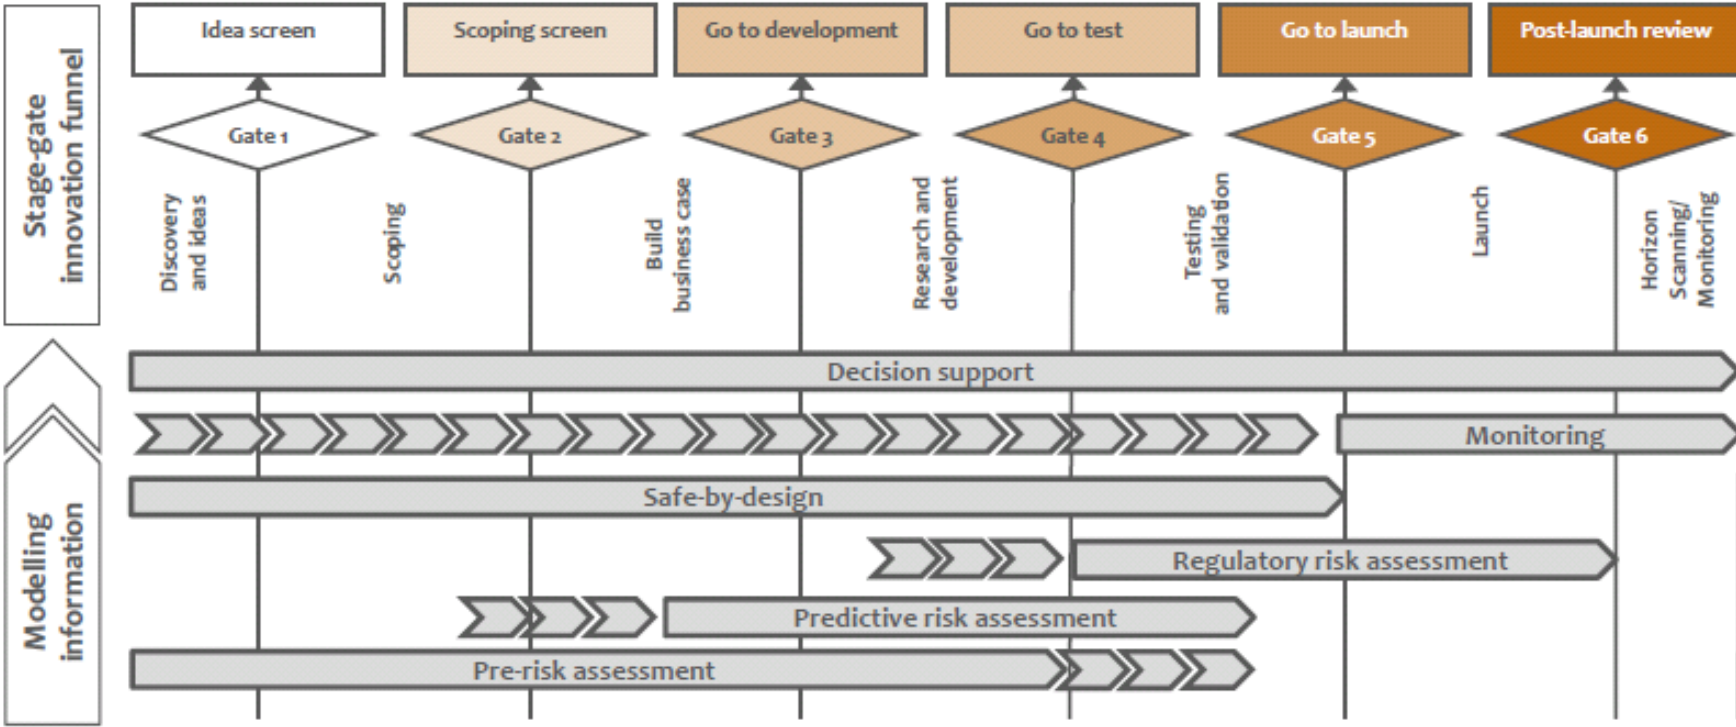 Stage-gate
innovation funnel
Idea screen
Scoping screen
Go to development
Go to test
Go to launch
Post-launch review
Gate 1
Gate 2
Gate 3
Gate 4
Gate 5
Gate 6
Discovery
and ideas
Scoping
Build
business case
Research and
development
Testing
and validation
Launch
Horizon
Scanning/
Monitoring
Modelling
information
Decision support
Monitoring
Safe-by-design
Regulatory risk assessment
Predictive risk assessment
Pre-risk assessment